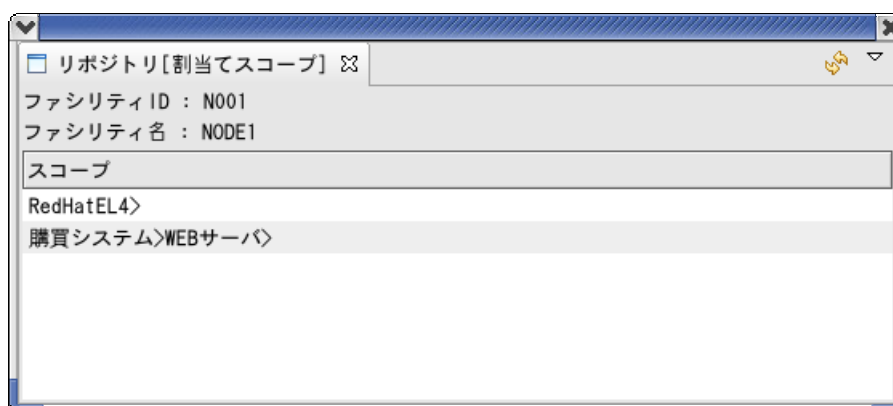 リポジトリ[割当てスコープ]
ファシリティID : N001
ファシリティ名 : NODE1
スコープ
RedHatEL4>
購買システム>WEBサーバ>